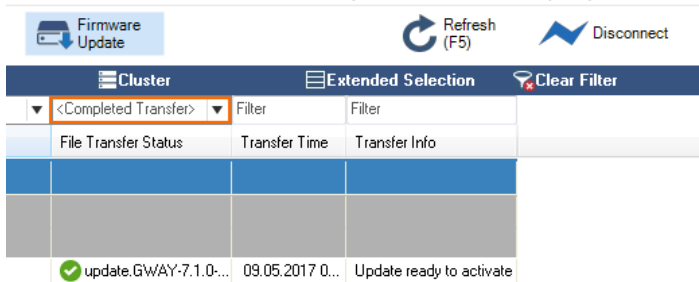 Firmware
Update
Refresh
(F5)
Disconnect
Cluster
Extended Selection
Clear Filter
<Completed Transfer>
Filter
Filter
File Transfer Status
Transfer Time
Transfer Info
update.GWAY-7.1.0-...
09.05.2017 0...
Update ready to activate